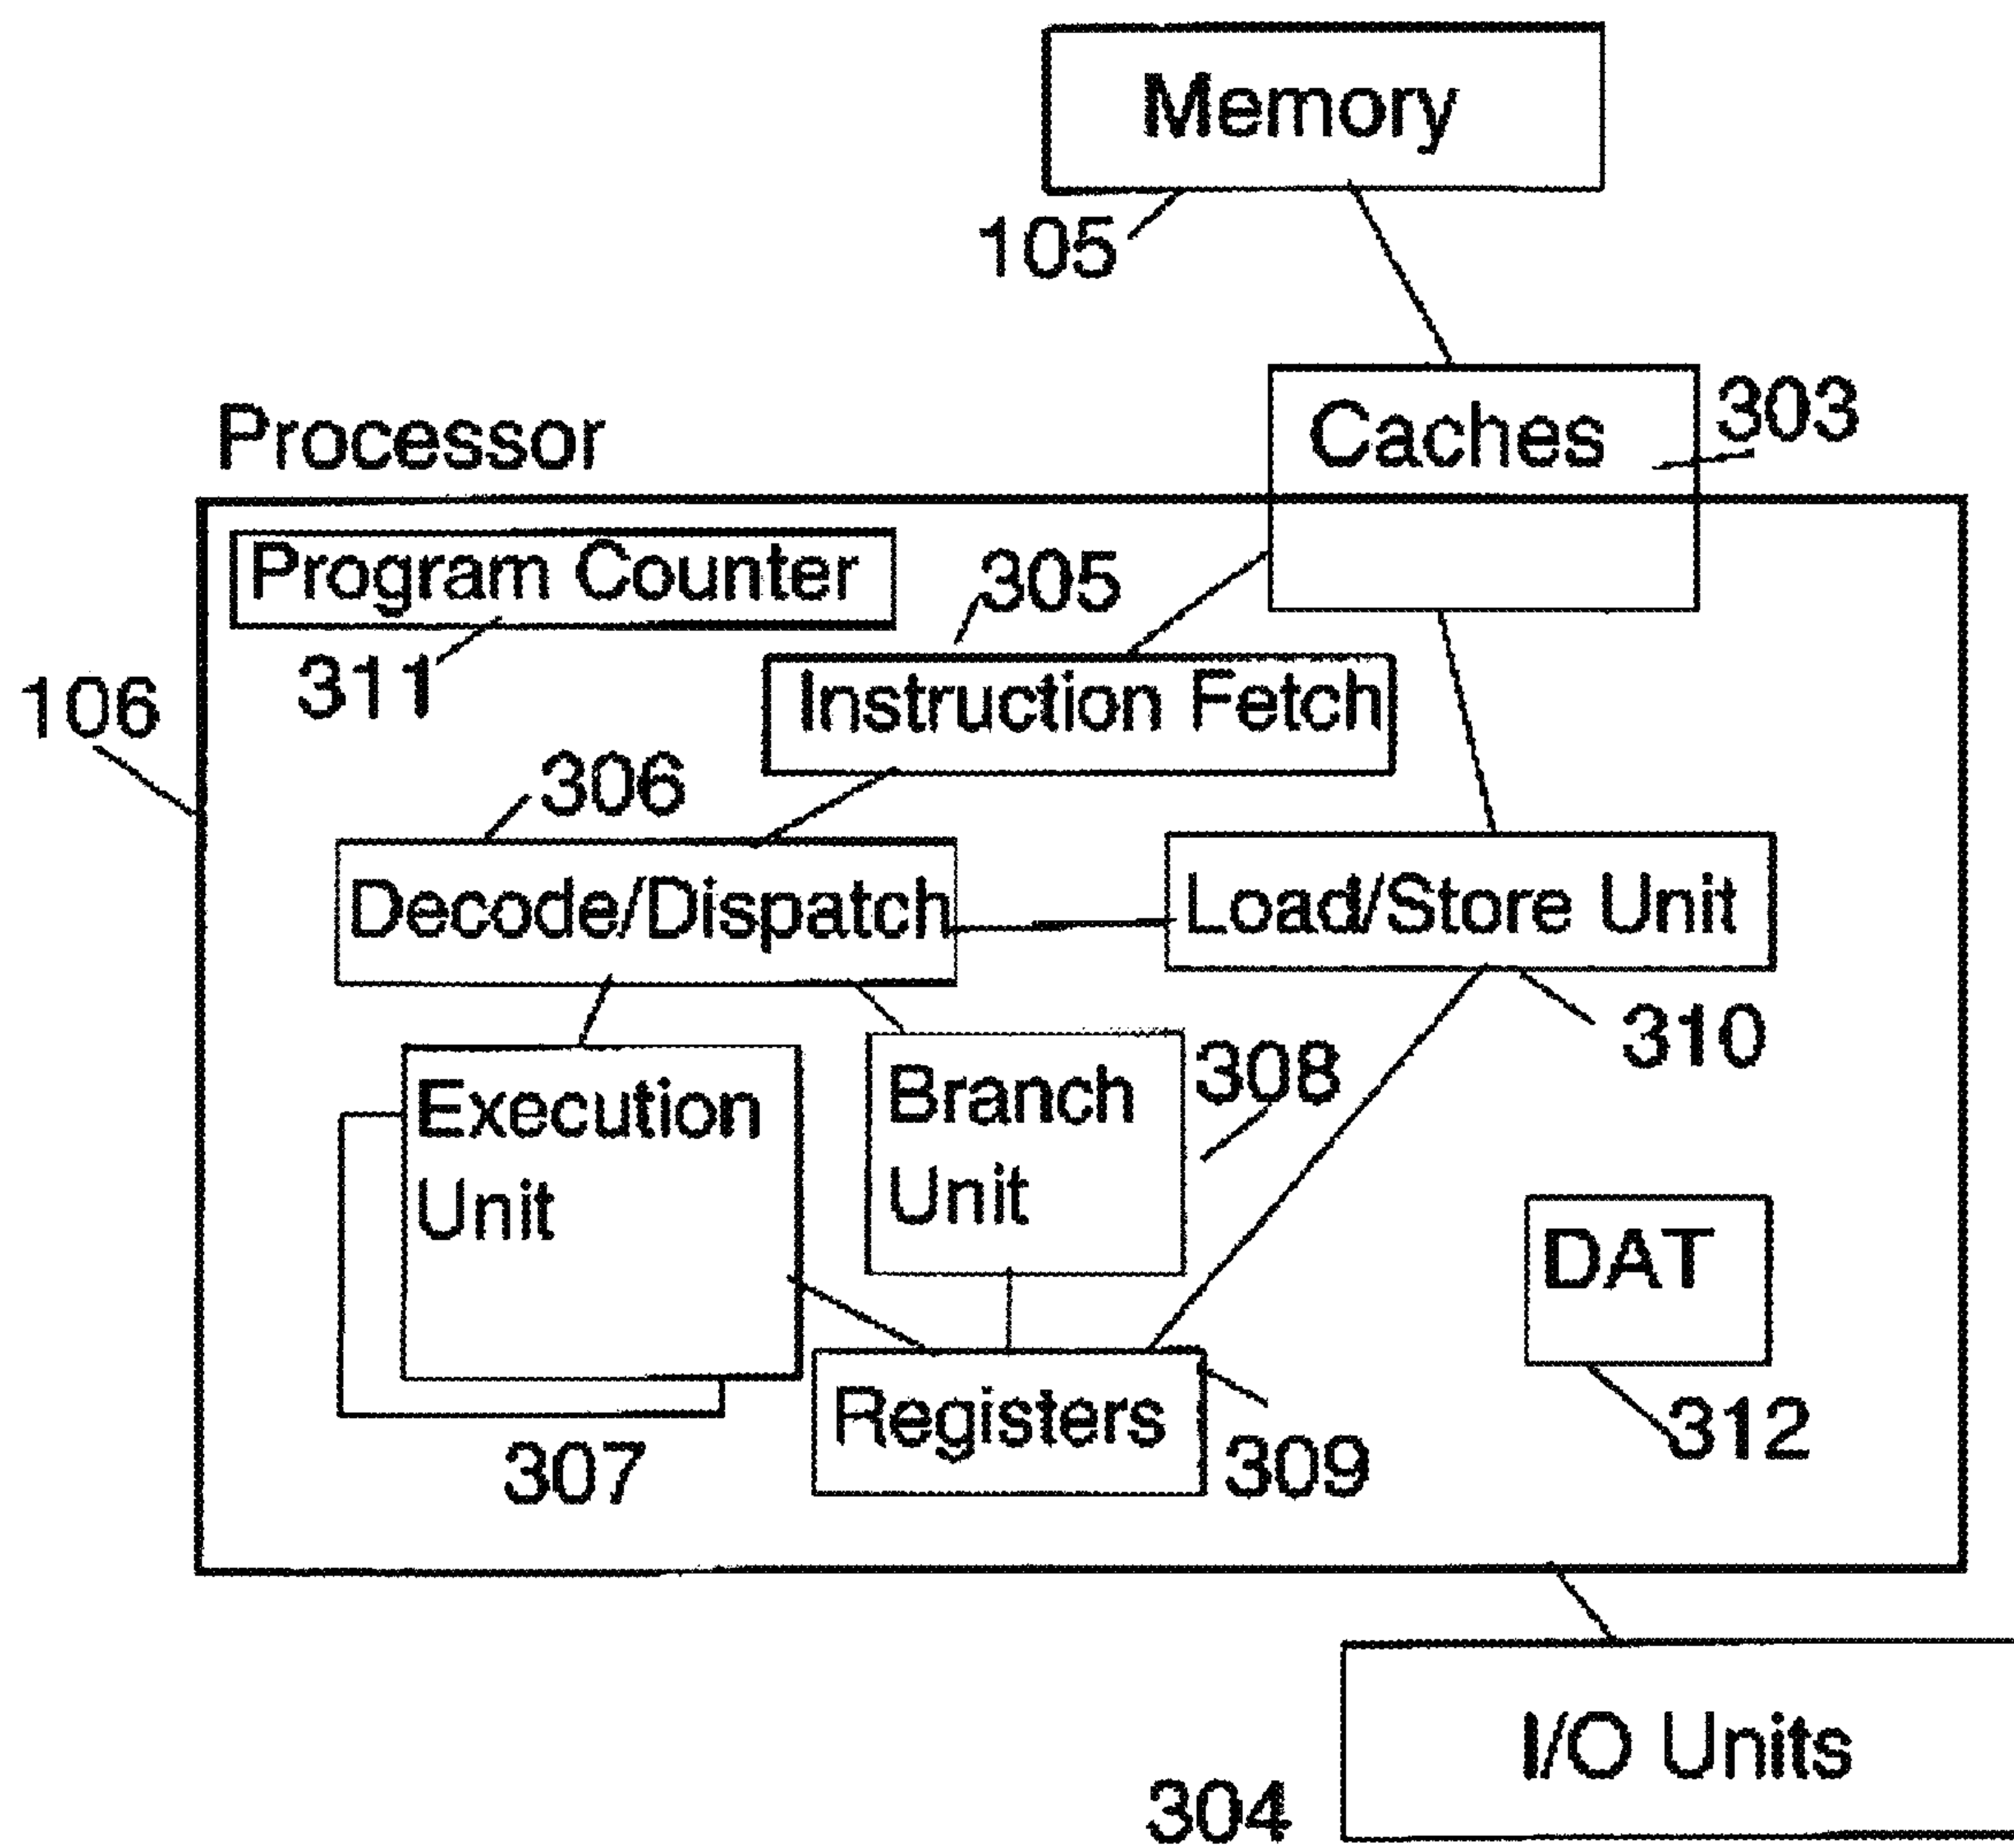 Memory
105
Caches
303
Processor
Program Counter
305
311
Instruction Fetch
106
306
Decode/Dispatch
Load/Store Unit
310
Execution
Unit
Branch
Unit
308
DAT
Registers
312
307
309
I/O Units
304